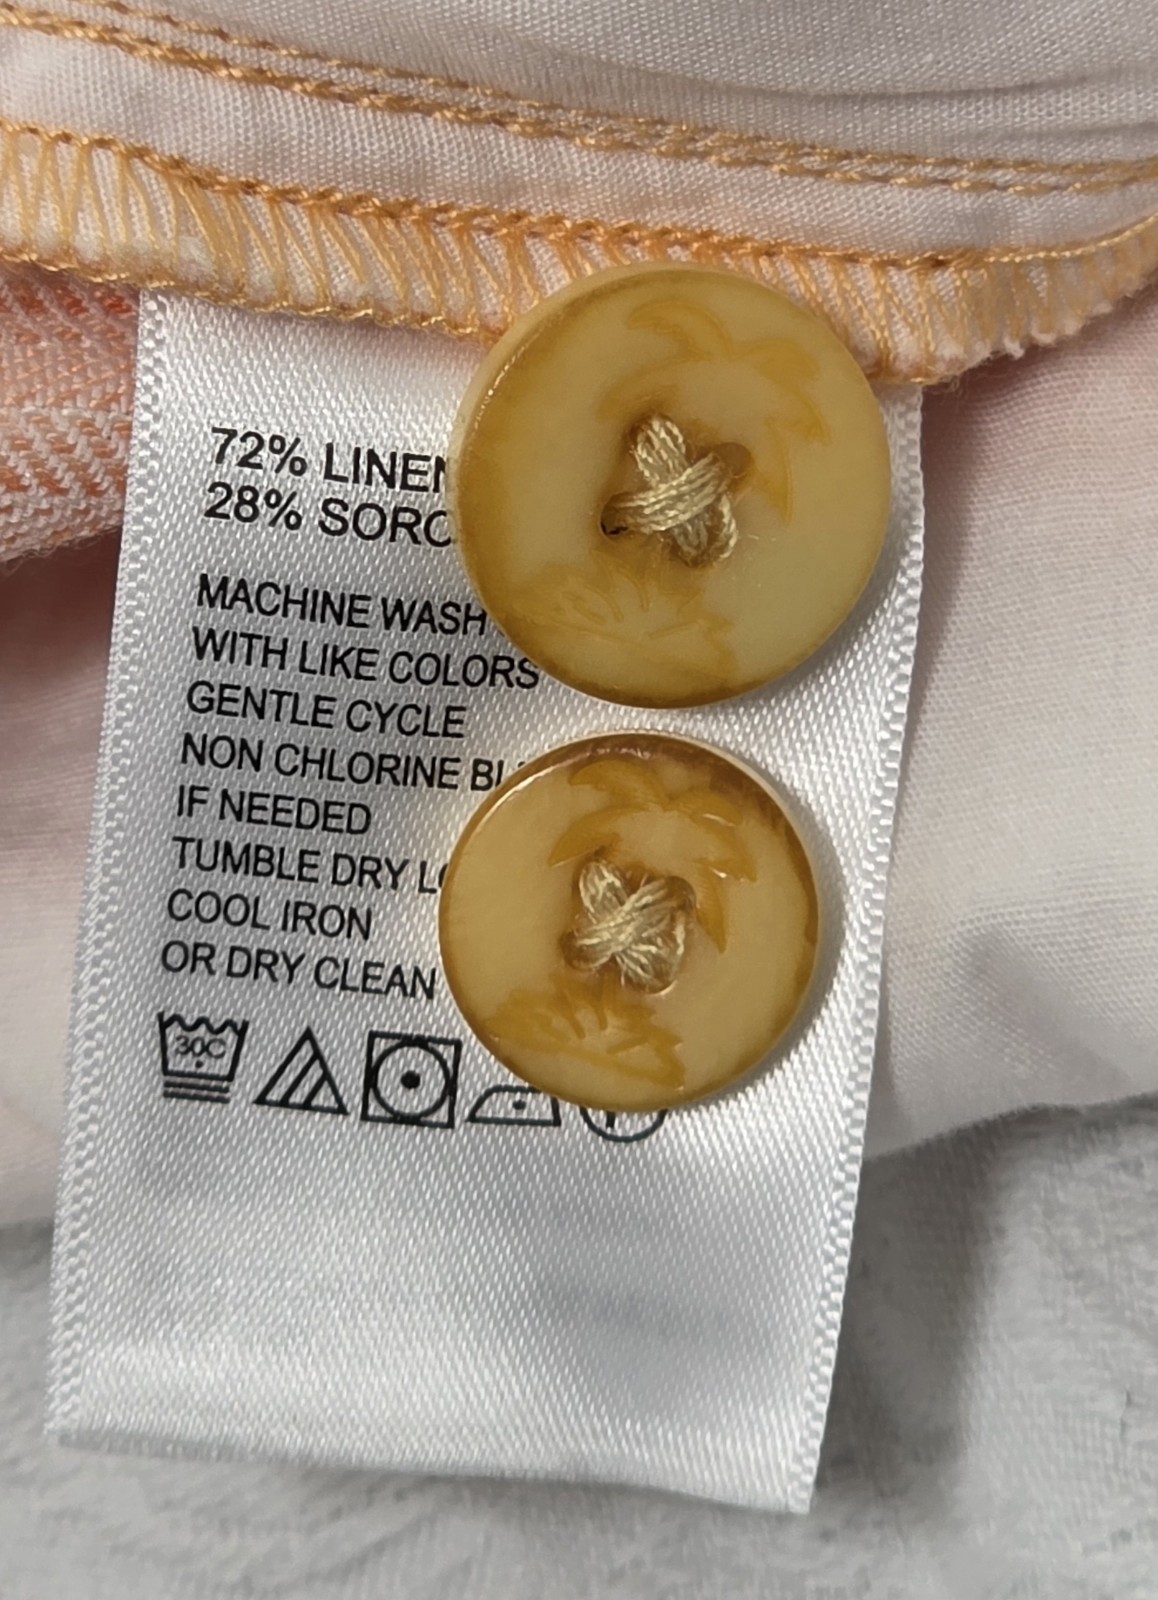 72% LINEN
28%
MACHINE WASH
WITH LIKE COLORS
GENTLE CYCLE
NON CHLORINE
IF NEEDED
TUMBLE DRY
COOL IRON
OR DRY CLEAN
30C